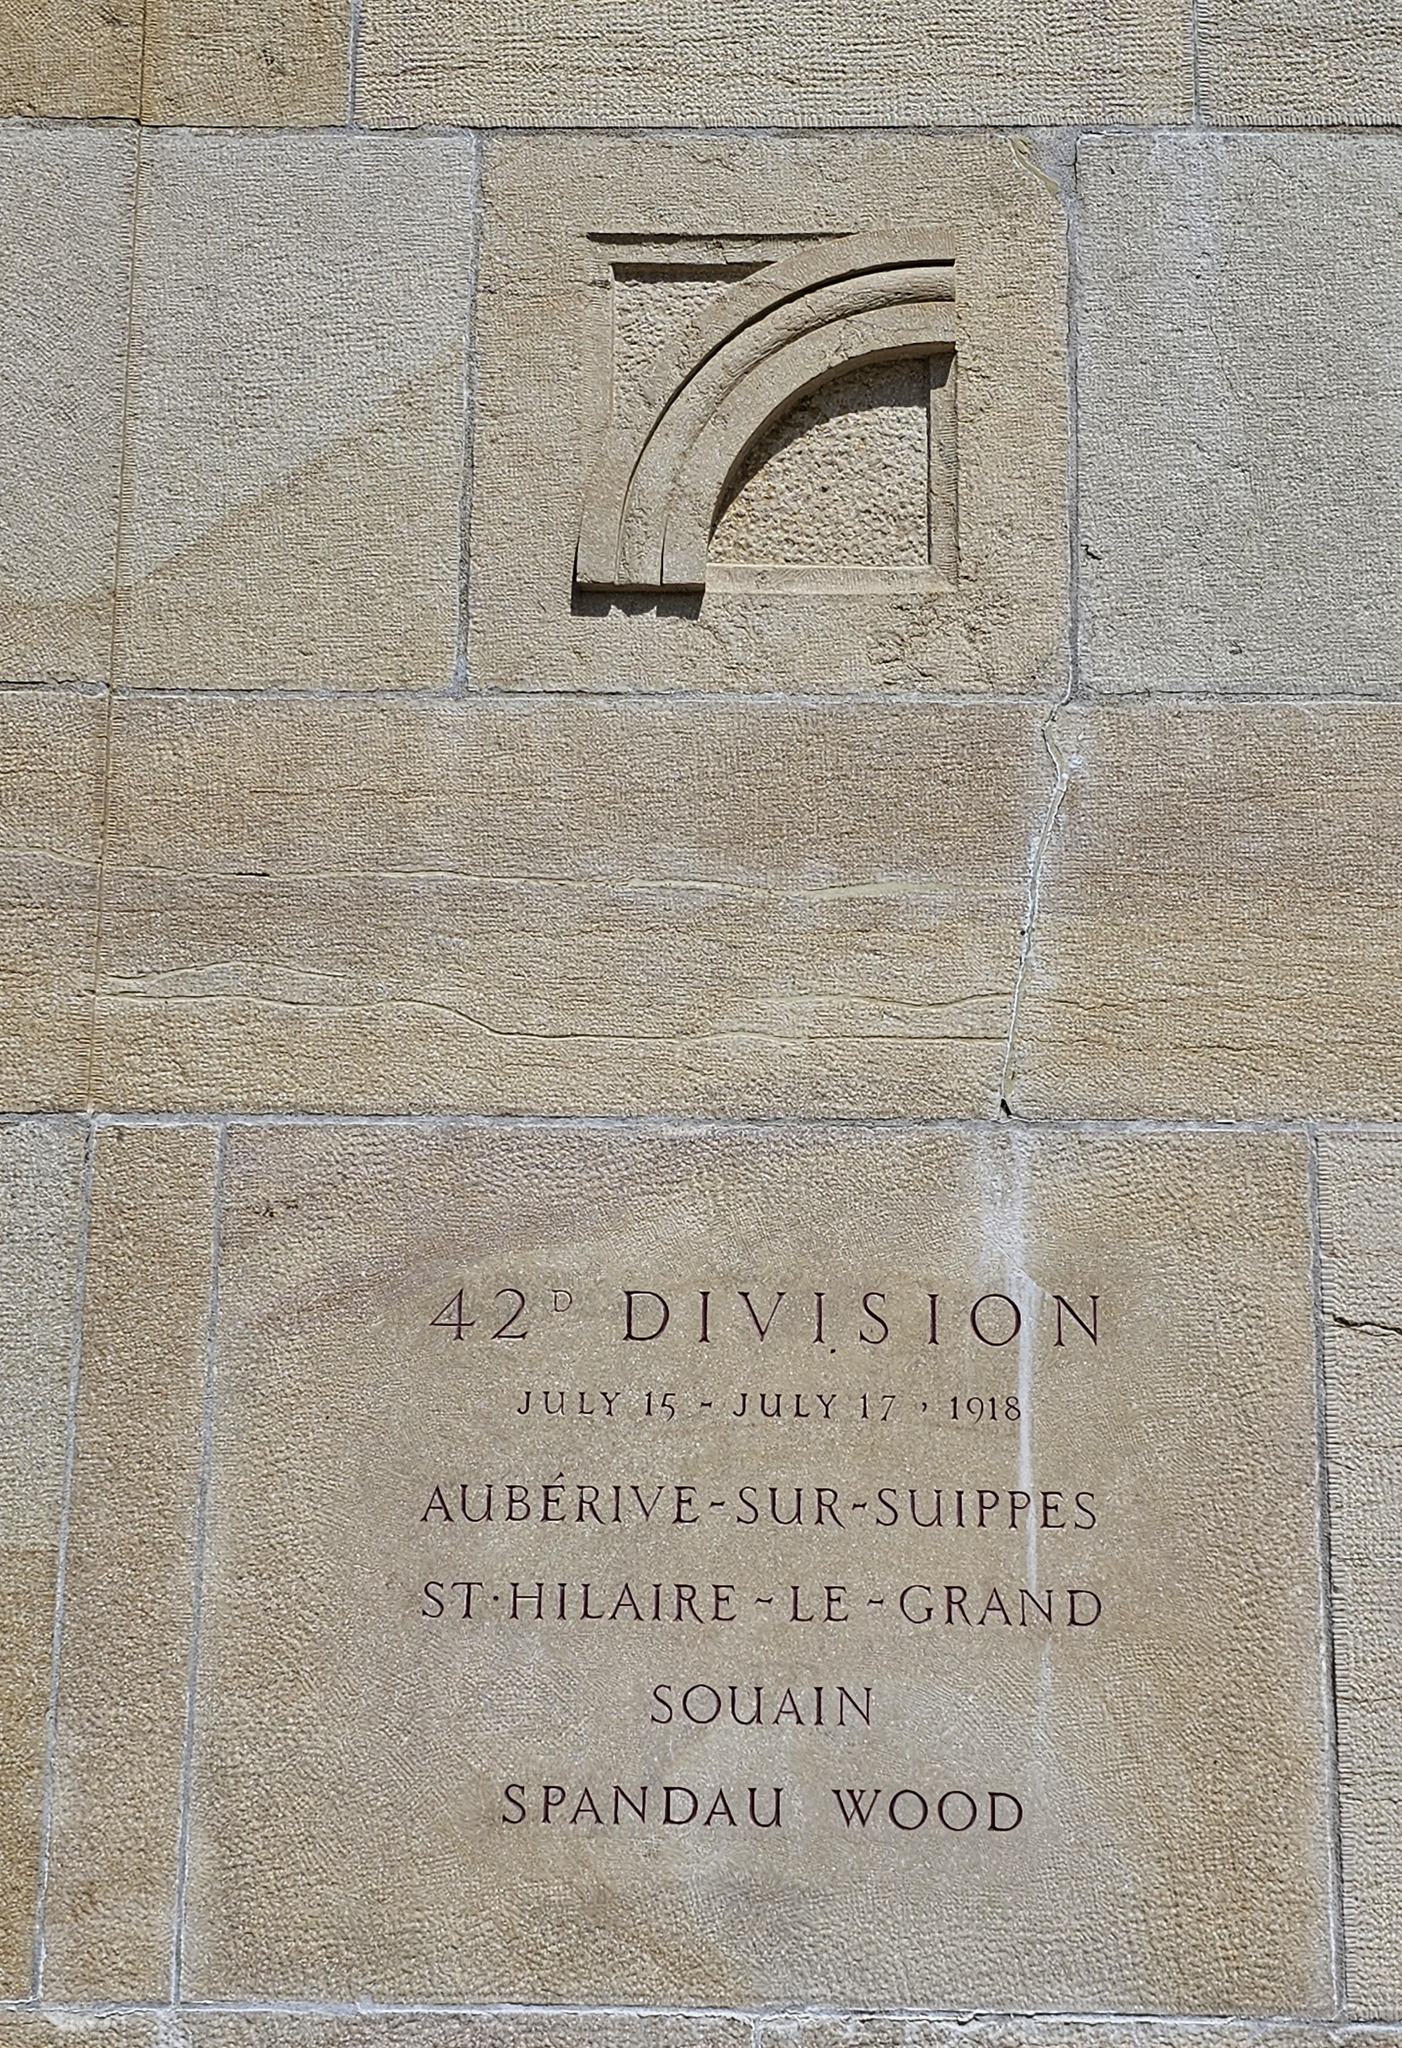 42D DIVISION
JULY 15 - JULY 17, 1918
AUBÉRIVE-SUR-SUIPPES
ST·HILAIRE-LE-GRAND
SOUAIN
SPANDAU WOOD